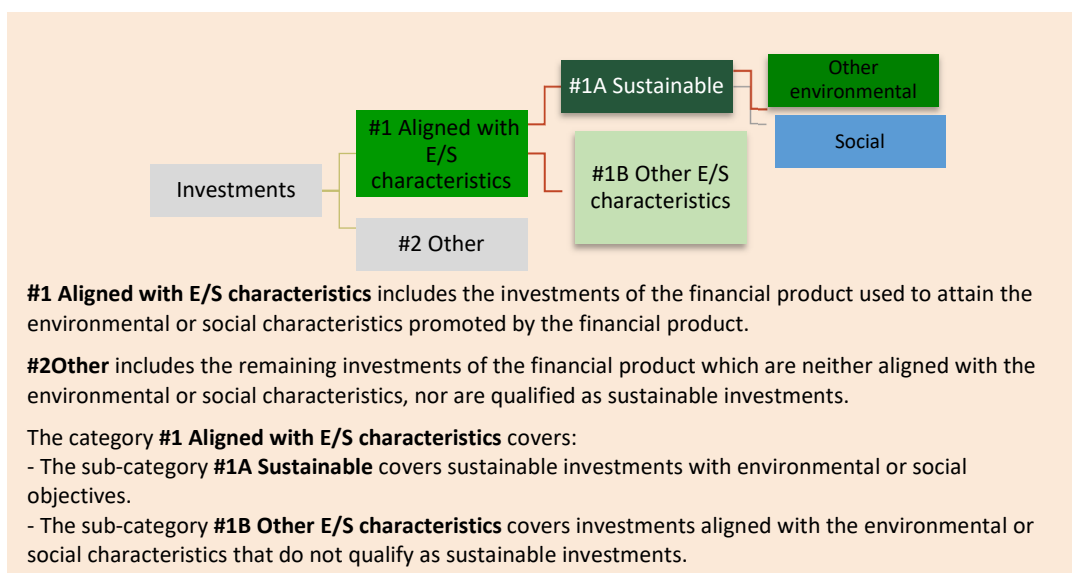 Investments
#1 Aligned with
E/S
characteristics
#2 Other
#1A Sustainable
#1B Other E/S
characteristics
Other
environmental
Social
#1 Aligned with E/S characteristics includes the investments of the financial product used to attain the
environmental or social characteristics promoted by the financial product.
#2Other includes the remaining investments of the financial product which are neither aligned with the
environmental or social characteristics, nor are qualified as sustainable investments.
The category #1 Aligned with E/S characteristics covers:
- The sub-category #1A Sustainable covers sustainable investments with environmental or social
objectives.
- The sub-category #1B Other E/S characteristics covers investments aligned with the environmental or
social characteristics that do not qualify as sustainable investments.